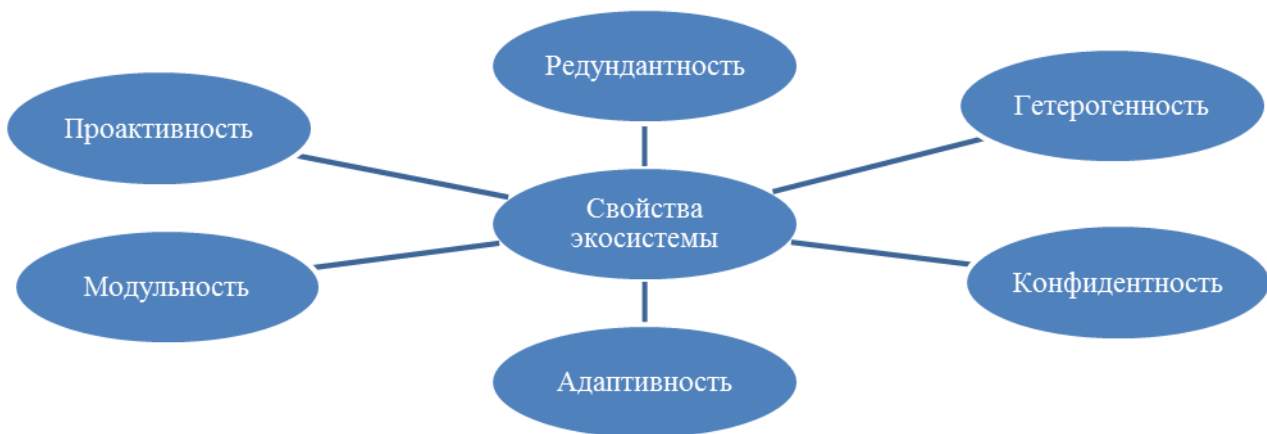 Редундантность
Гетерогенность
Проактивность
Свойства
экосистемы
Модульность
Конфидентность
Адаптивность